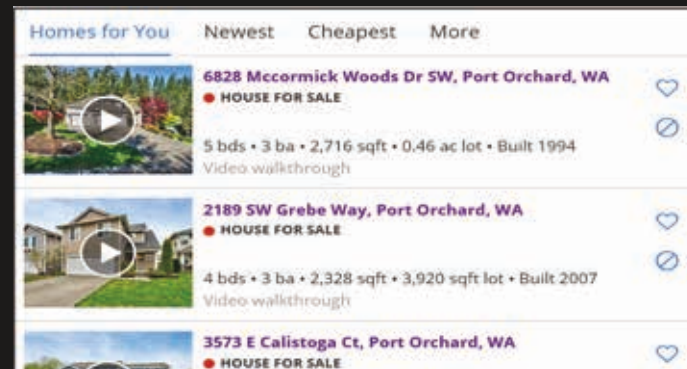 Homes for You Newest Cheapest More
6828 Mccormick Woods Dr SW, Port Orchard, WA
HOUSE FOR SALE
5 bds • 3 ba • 2,716 sqft • 0.46 ac lot • Built 1994
Video walkthrough
2189 SW Grebe Way, Port Orchard, WA
HOUSE FOR SALE
4 bds • 3 ba • 2,328 sqft • 3,920 sqft lot • Built 2007
Video walkthrough
3573 E Calistoga Ct, Port Orchard, WA
HOUSE FOR SALE